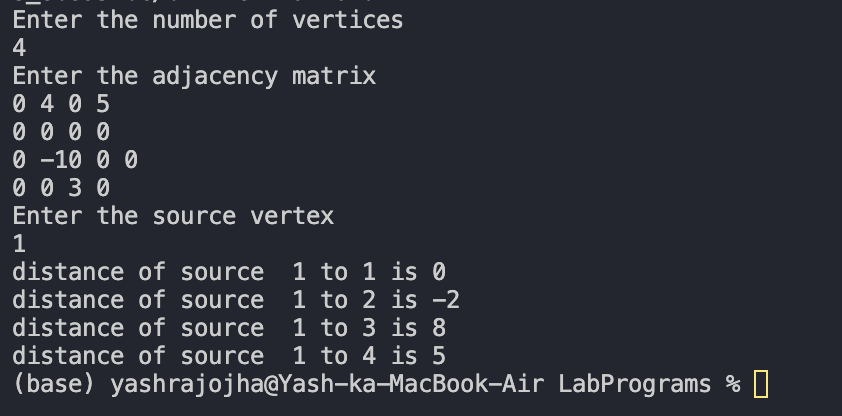 Enter the number of vertices
4
Enter the adjacency matrix
0 4 0 5
0 0 0 0
0 -10 0 0
0 0 3 0
Enter the source vertex
1
distance of source  1 to 1 is 0
distance of source  1 to 2 is -2
distance of source  1 to 3 is 8
distance of source  1 to 4 is 5
(base) yashrajojha@Yash-ka-MacBook-Air LabPrograms %